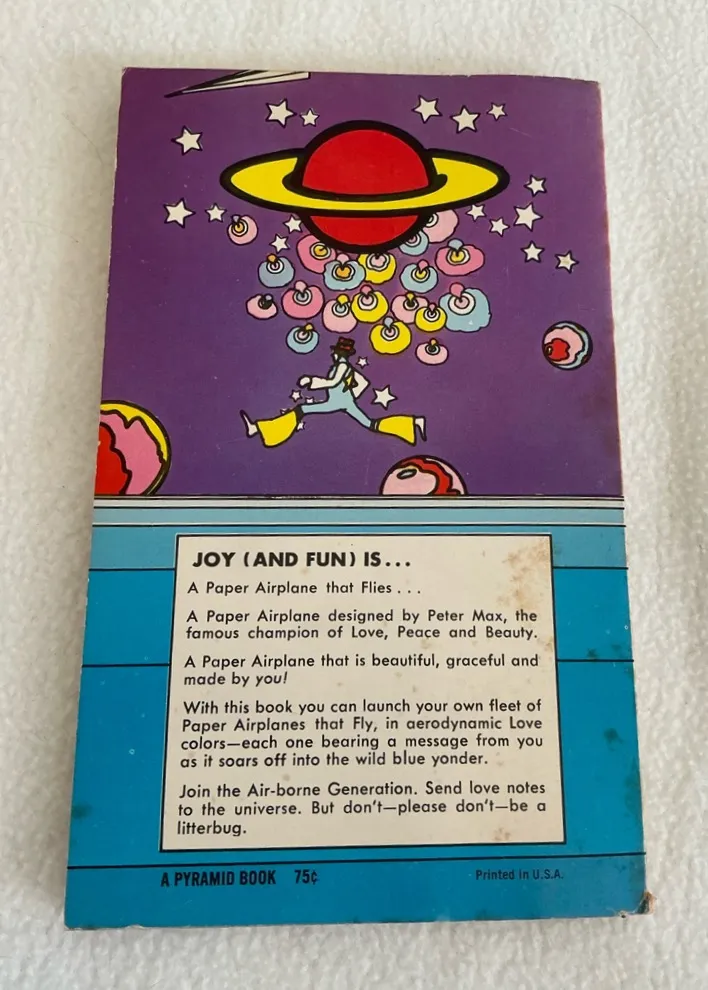 JOY (AND FUN) IS...
A Paper Airplane that Flies . . .
A Paper Airplane designed by Peter Max, the
famous champion of Love, Peace and Beauty.
A Paper Airplane that is beautiful, graceful and
made by you!
With this book you can launch your own fleet of
Paper Airplanes that Fly, in aerodynamic Love
colors—each one bearing a message from you
as it soars off into the wild blue yonder.
Join the Air-borne Generation. Send love notes
to the universe. But don't—please don't—be a
litterbug.
A PYRAMID BOOK 75¢ Printed in U.S.A.